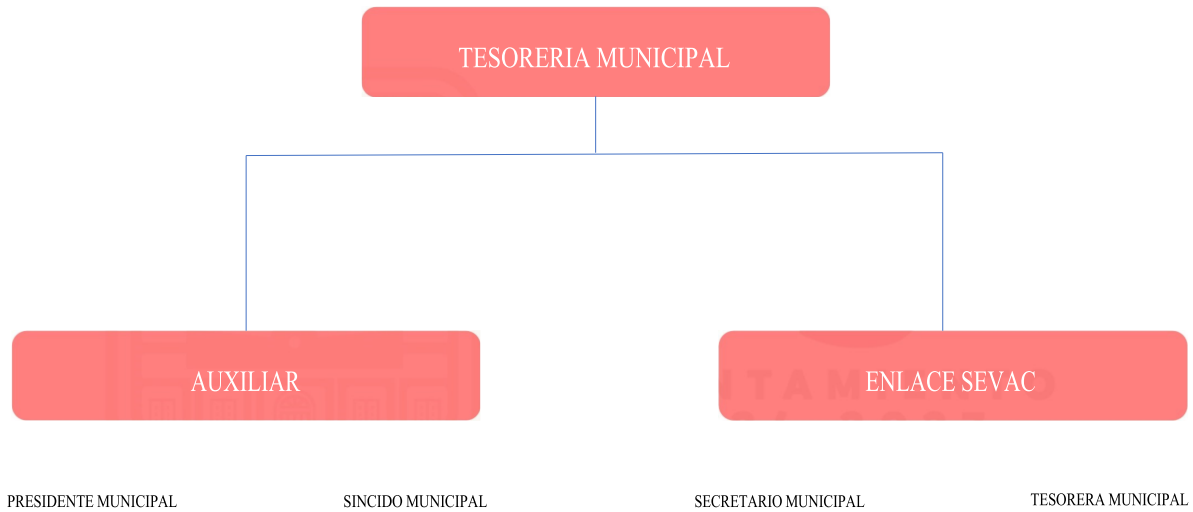 TESORERIA MUNICIPAL
AUXILIAR
ENLACE SEVAC
PRESIDENTE MUNICIPAL
SINCIDO MUNICIPAL
SECRETARIO MUNICIPAL
TESORERA MUNICIPAL